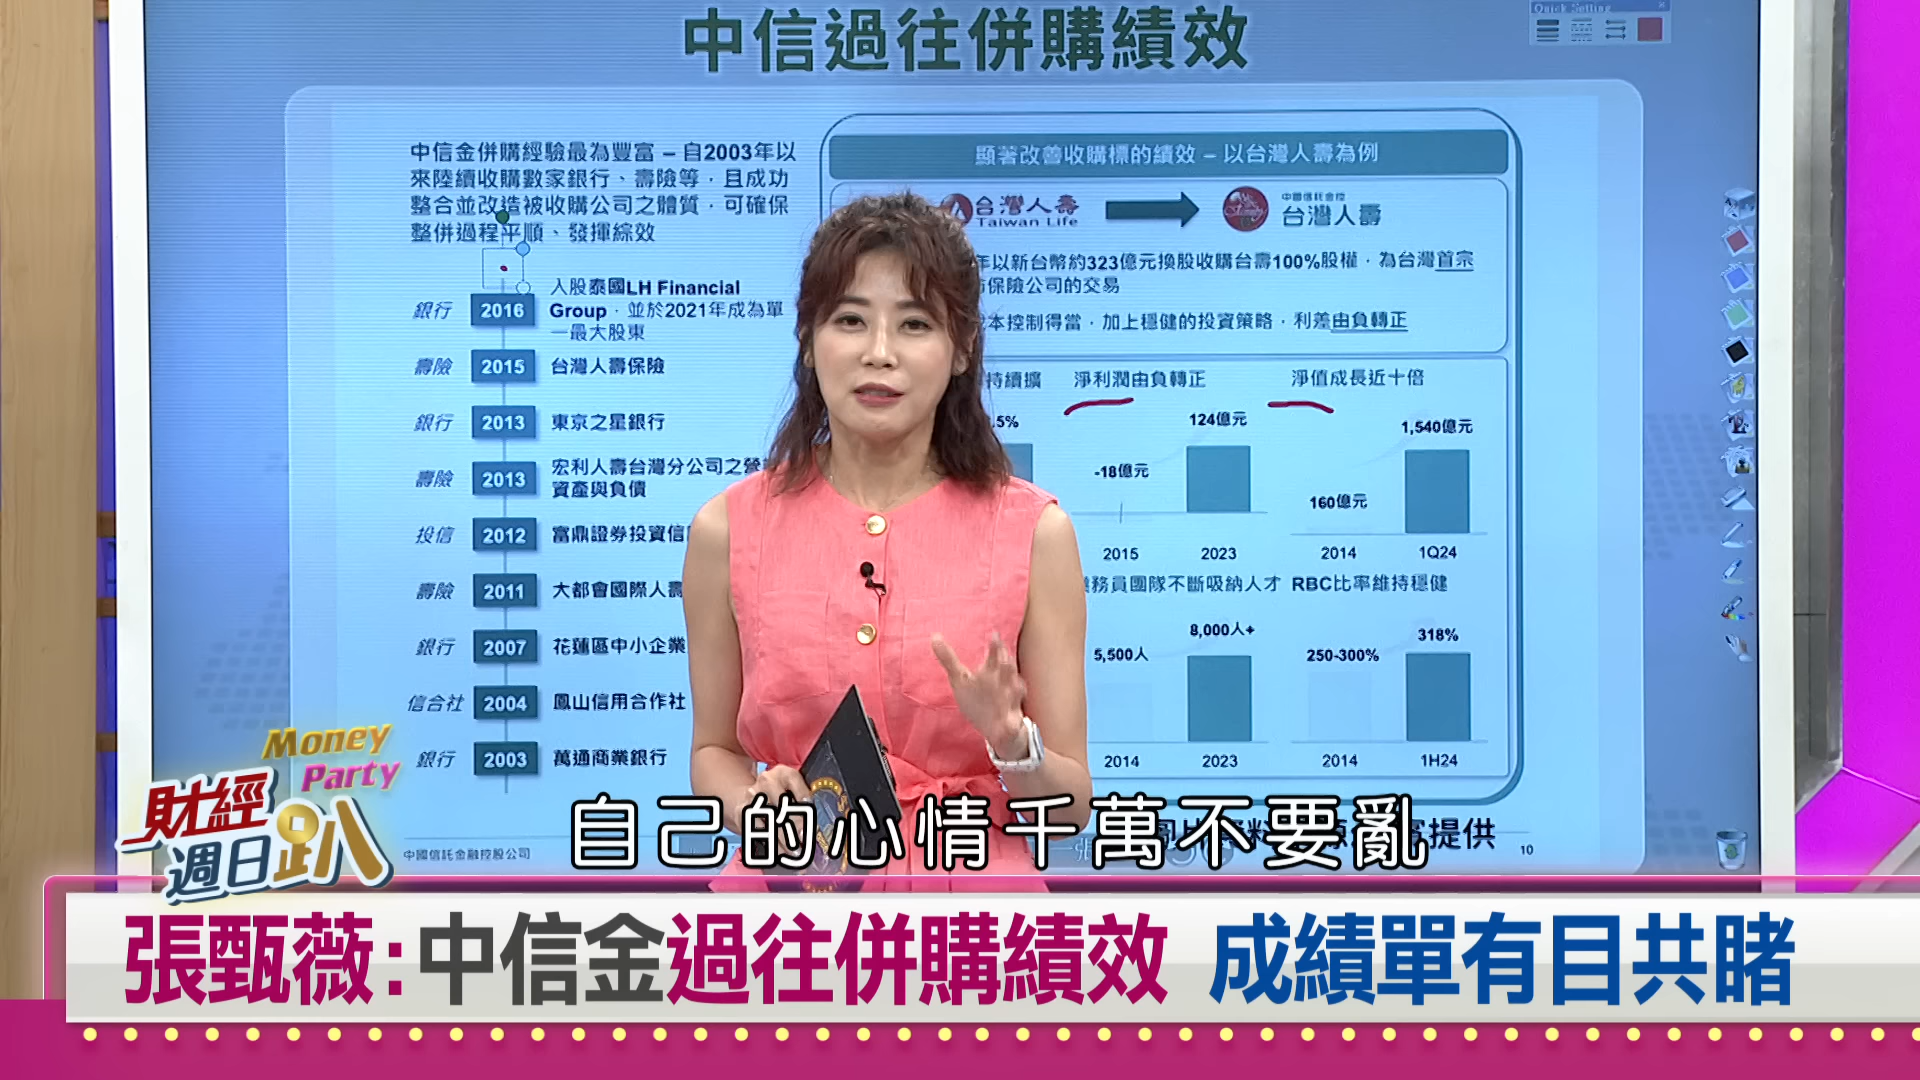 中信過往併購績效
Quick Setting
中信金併購經驗最為豐富 – 自2003年以
來陸續收購數家銀行、壽險等，且成功
整合並改造被收購公司之體質，可確保
整併過程平順、發揮綜效
銀行 2016 入股泰國LH Financial
Group，並於2021年成為單
一最大股東
壽險 2015 台灣人壽保險
銀行 2013 東京之星銀行
壽險 2013 宏利人壽台灣分公司之營
資產與負債
投信 2012 富鼎證券投資信
壽險 2011 大都會國際人壽
銀行 2007 花蓮區中小企業
信合社 2004 鳳山信用合作社
銀行 2003 萬通商業銀行
中國信託金融控股公司
顯著改善收購標的績效 – 以台灣人壽為例
台灣人壽
Taiwan Life
中國信託金控
台灣人壽
年以新台幣約323億元換股收購台壽100%股權，為台灣首宗
保險公司的交易
本控制得當，加上穩健的投資策略，利差由負轉正
持續擴
.5%
淨利潤由負轉正
-18億元
124億元
2015
2023
淨值成長近十倍
160億元
1,540億元
2014
1Q24
務員團隊不斷吸納人才
5,500人
8,000人+
2014
2023
RBC比率維持穩健
250-300%
318%
2014
1H24
提供
10
Money
Party
財經
週日趴
自己的心情千萬不要亂
張甄薇:中信金過往併購績效 成績單有目共睹